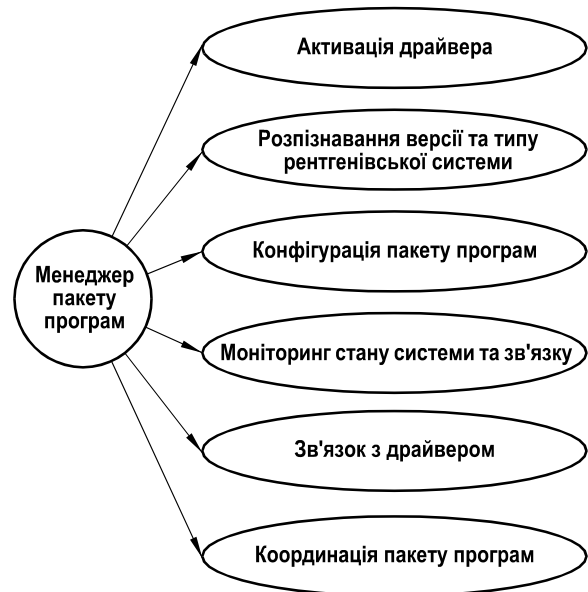 Активація драйвера
Розпізнавання версії та типу
рентгенівської системи
Конфігурація пакету програм
Менеджер
пакету
програм
Моніторинг стану системи та зв'язку
Зв'язок з драйвером
Координація пакету програм